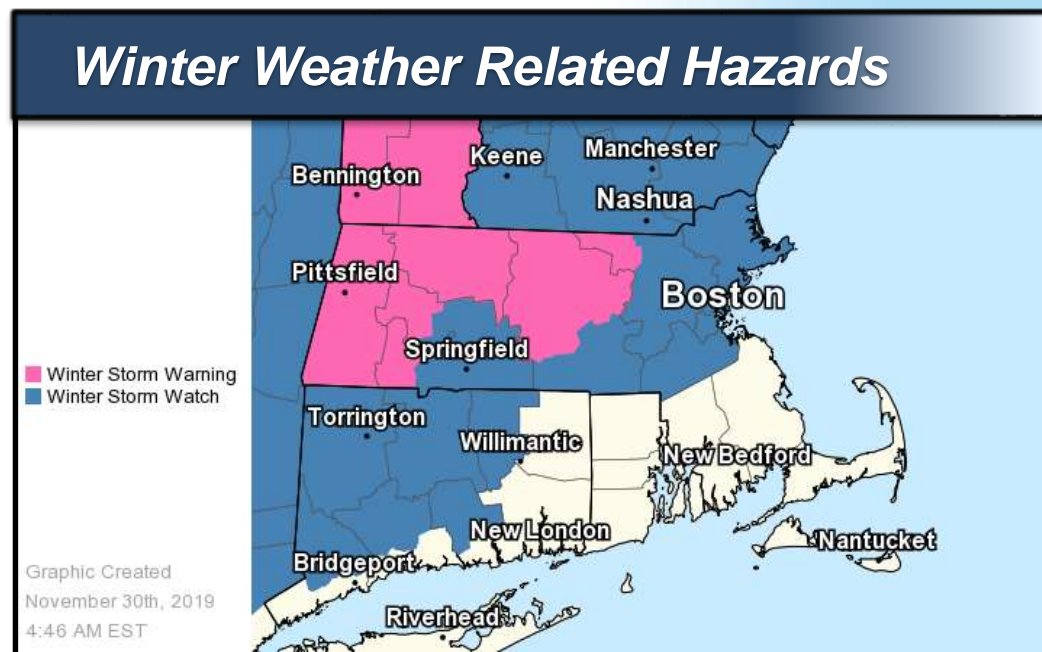 Winter Weather Related Hazards
Keene
Manchester
Bennington
Nashua
Pittsfield
Boston
Springfield
Winter Storm Warning
Winter Storm Watch
Torrington
Willimantic
New Bedford
New London
Nantucket
Bridgeport
Riverhead
Graphic Created
November 30th, 2019
4:46 AM EST